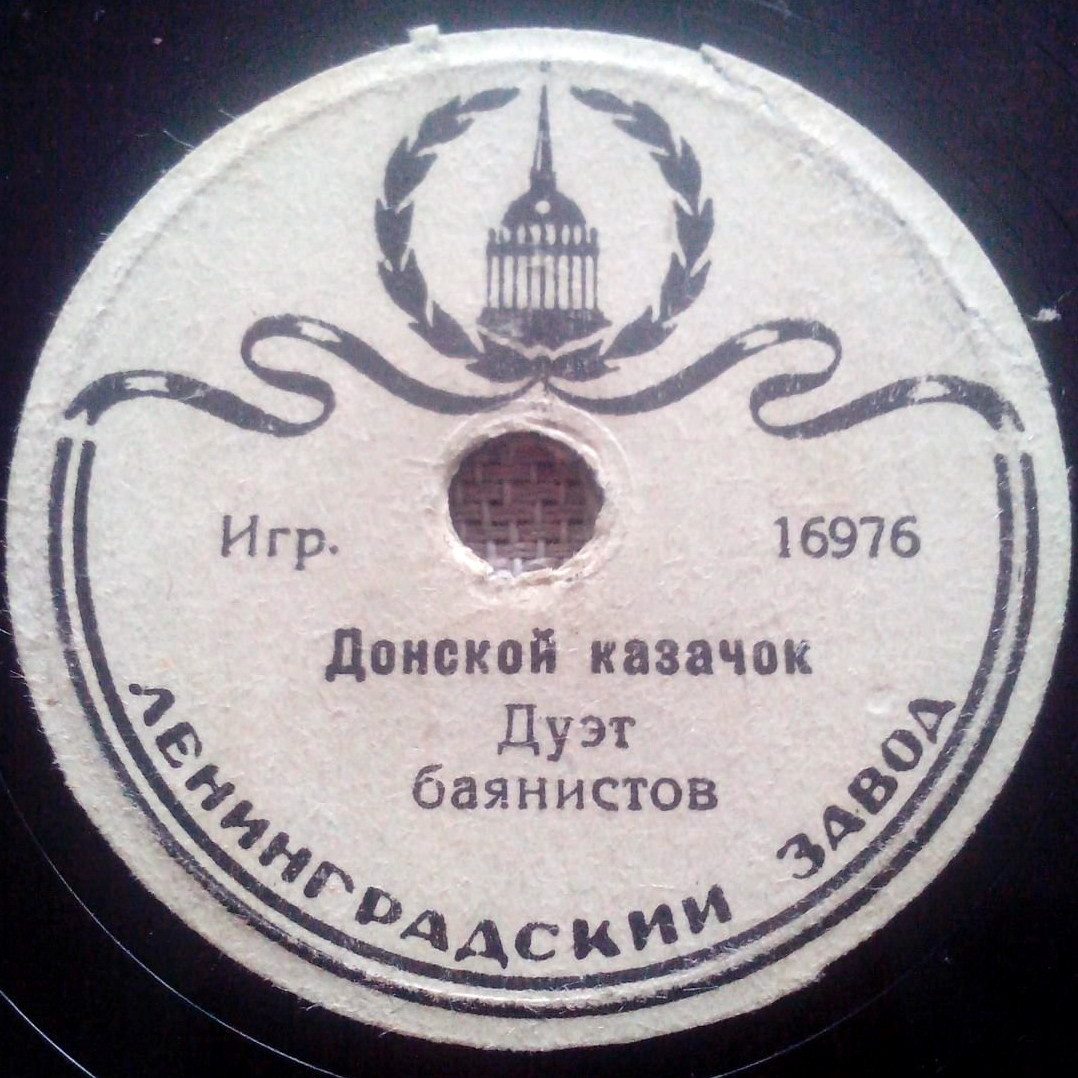 Игр. 16976
Донской казачок
Дуэт
баянистов
ЛЕНИНГРАДСКИЙ ЗАВОД